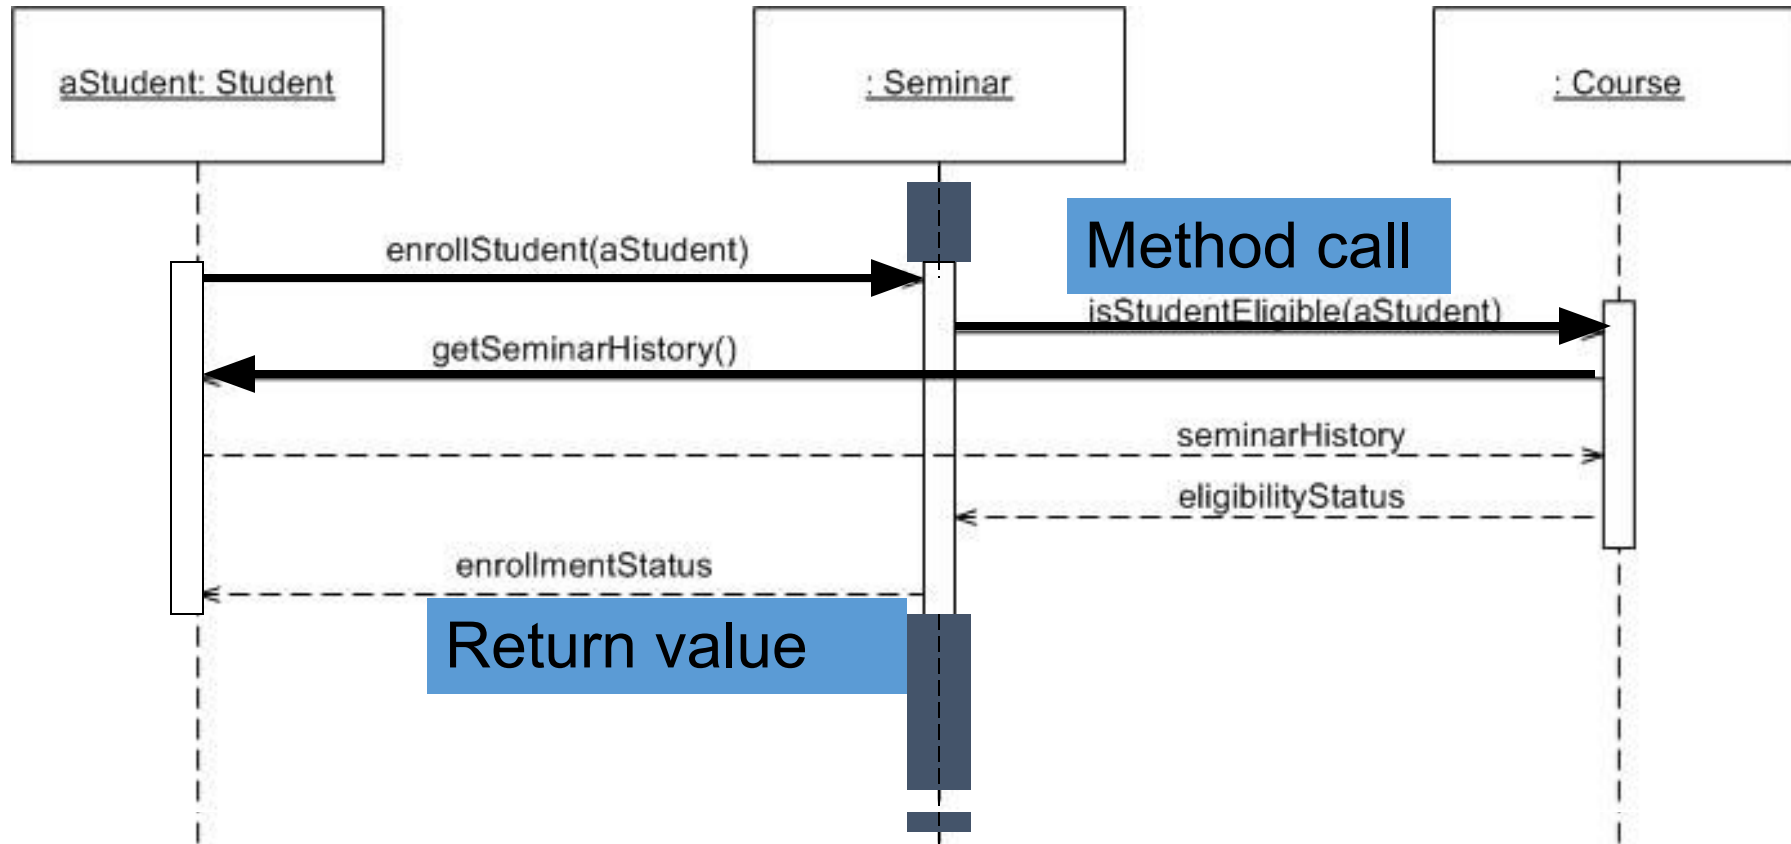 aStudent: Student
: Seminar
: Course
enrollStudent(aStudent)
Method call
isStudentEligible(aStudent)
getSeminarHistory()
seminarHistory
eligibilityStatus
enrollmentStatus
Return value